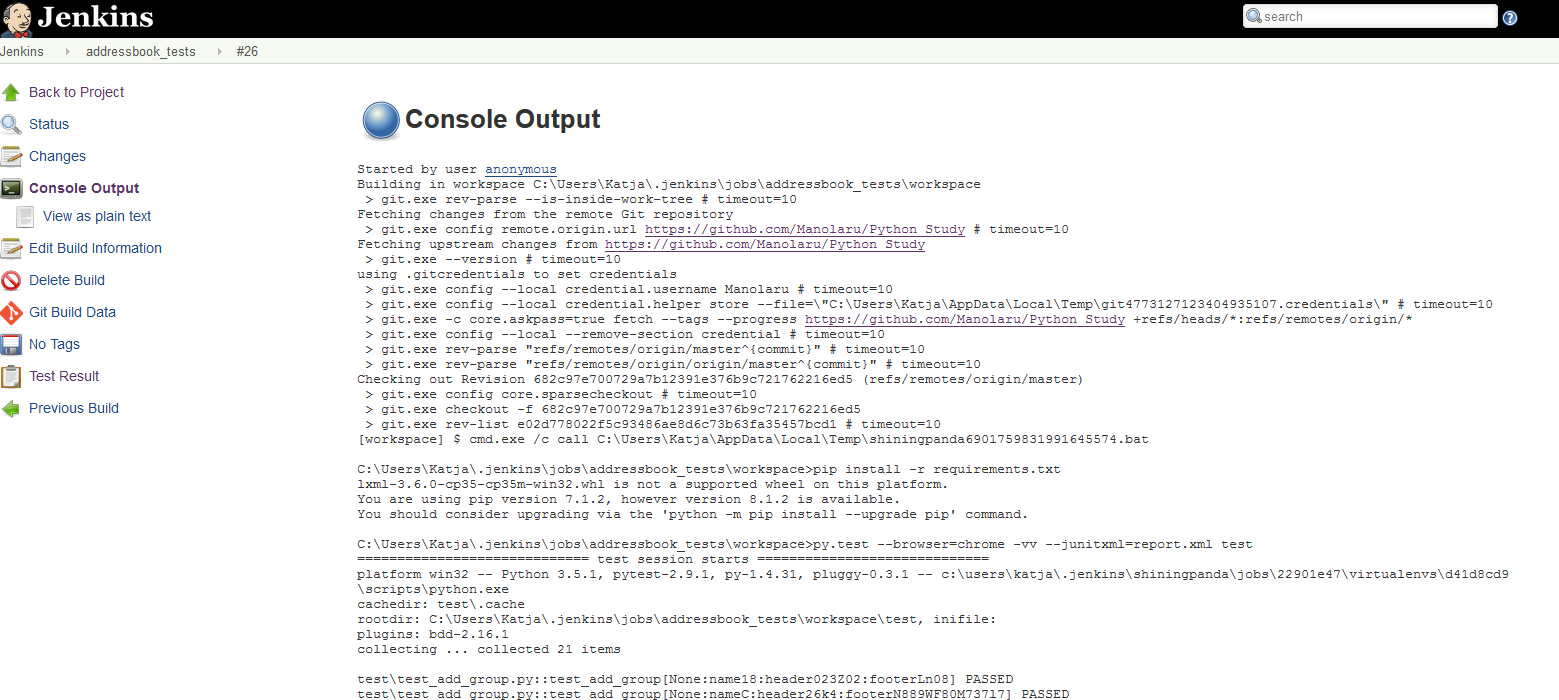 Jenkins
search
Jenkins addressbook_tests #26
Back to Project
Status
Changes
Console Output
View as plain text
Edit Build Information
Delete Build
Git Build Data
No Tags
Test Result
Previous Build
Console Output
Started by user anonymous
Building in workspace C:\Users\Katja\.jenkins\jobs\addressbook_tests\workspace
 > git.exe rev-parse --is-inside-work-tree # timeout=10
Fetching changes from the remote Git repository
 > git.exe config remote.origin.url https://github.com/Manolaru/Python_Study # timeout=10
Fetching upstream changes from https://github.com/Manolaru/Python_Study
 > git.exe --version # timeout=10
using .gitcredentials to set credentials
 > git.exe config --local credential.username Manolaru # timeout=10
 > git.exe config --local credential.helper store --file=\"C:\Users\Katja\AppData\Local\Temp\git4773127123404935107.credentials\" # timeout=10
 > git.exe -c core.askpass=true fetch --tags --progress https://github.com/Manolaru/Python_Study +refs/heads/*:refs/remotes/origin/*
 > git.exe config --local --remove-section credential # timeout=10
 > git.exe rev-parse "refs/remotes/origin/master^{commit}" # timeout=10
 > git.exe rev-parse "refs/remotes/origin/origin/master^{commit}" # timeout=10
Checking out Revision 682c97e700729a7b12391e376b9c721762216ed5 (refs/remotes/origin/master)
 > git.exe config core.sparsecheckout # timeout=10
 > git.exe checkout -f 682c97e700729a7b12391e376b9c721762216ed5
 > git.exe rev-list e02d778022f5c93486ae8d6c73b63fa35457bcd1 # timeout=10
[workspace] $ cmd.exe /c call C:\Users\Katja\AppData\Local\Temp\shiningpanda6901759831991645574.bat
C:\Users\Katja\.jenkins\jobs\addressbook_tests\workspace>pip install -r requirements.txt
lxml-3.6.0-cp35-cp35m-win32.whl is not a supported wheel on this platform.
You are using pip version 7.1.2, however version 8.1.2 is available.
You should consider upgrading via the 'python -m pip install --upgrade pip' command.
C:\Users\Katja\.jenkins\jobs\addressbook_tests\workspace>py.test --browser=chrome -vv --junitxml=report.xml test
============================= test session starts =============================
platform win32 -- Python 3.5.1, pytest-2.9.1, py-1.4.31, pluggy-0.3.1 -- c:\users\katja\.jenkins\shiningpanda\jobs\22901e47\virtualenvs\d41d8cd9
\scripts\python.exe
cachedir: test\.cache
rootdir: C:\Users\Katja\.jenkins\jobs\addressbook_tests\workspace\test, inifile:
plugins: bdd-2.16.1
collecting ... collected 21 items
test\test_add_group.py::test_add_group[None:name18:header023Z02:footerLn08] PASSED
test\test_add_group.py::test_add_group[None:nameC:header26k4:footerN889WF80M737l7] PASSED